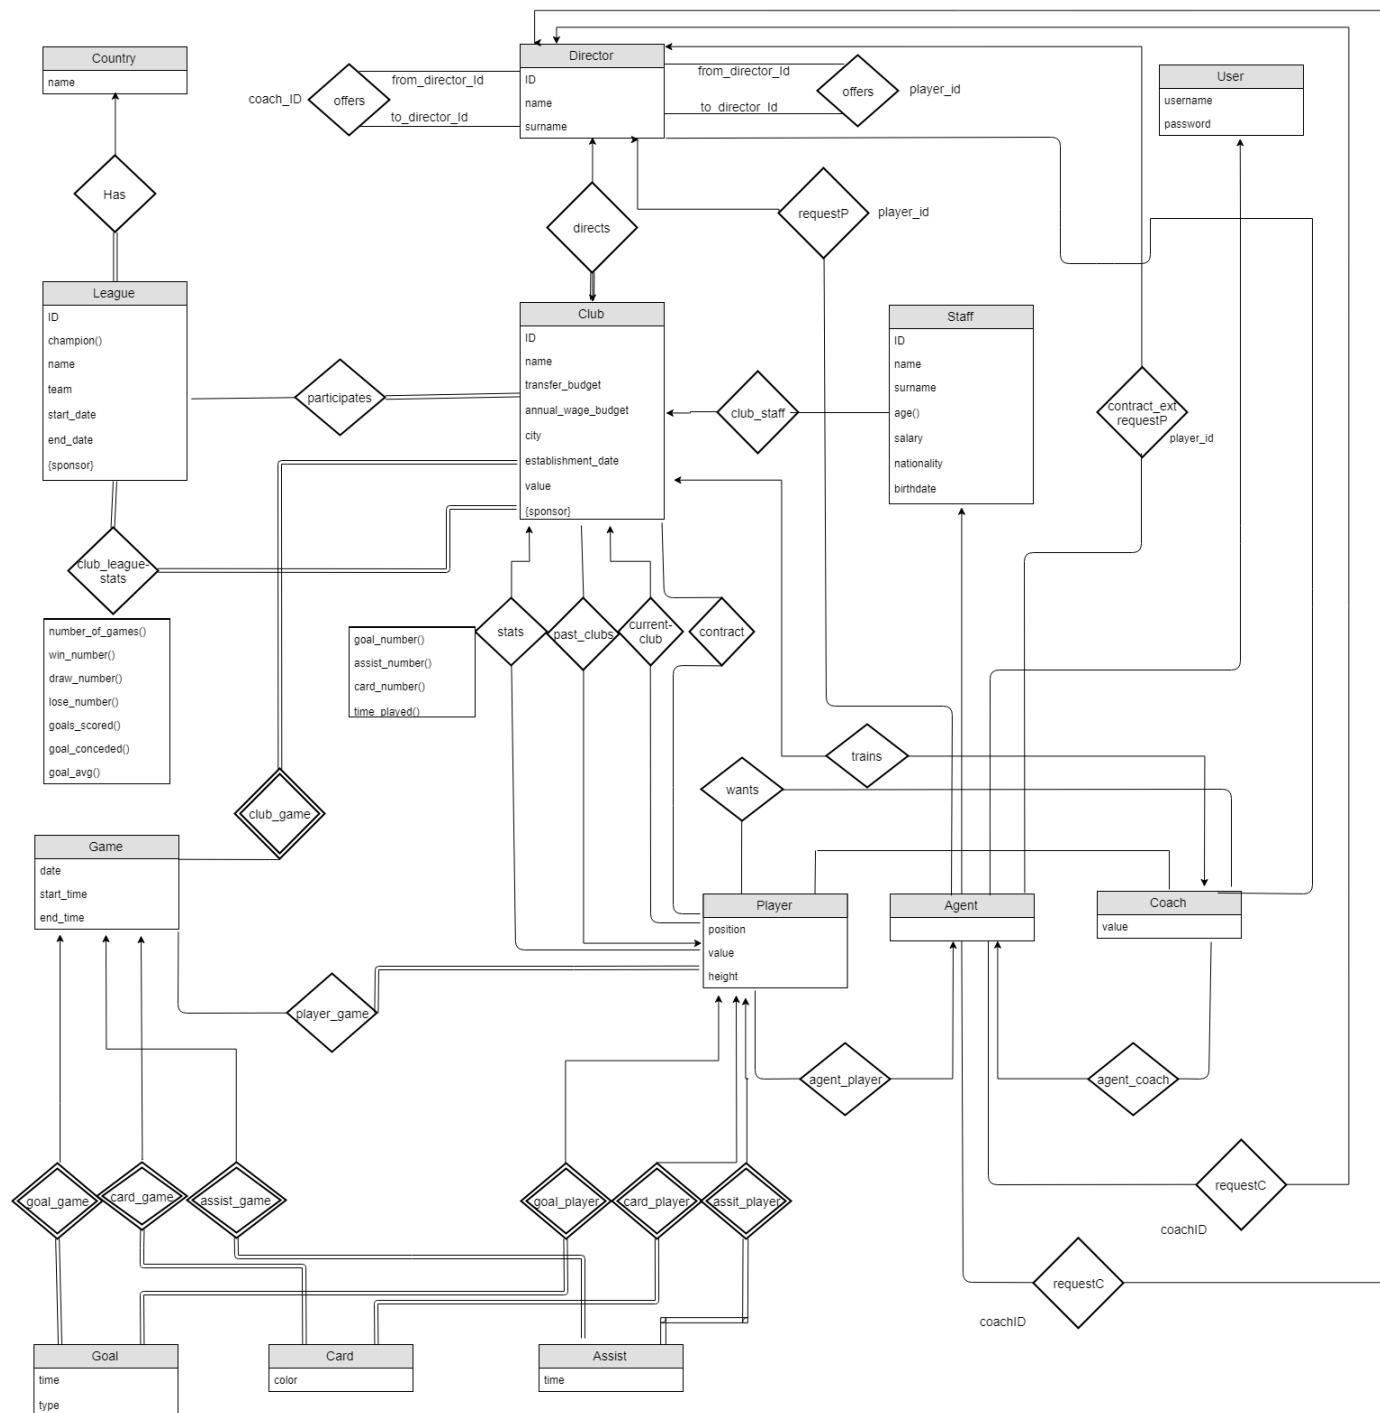 Country
name
Has
League
ID
champion()
name
team
start_date
end_date
{sponsor}
participates
club_league-
stats
number_of_games()
win_number()
draw_number()
lose_number()
goals_scored()
goal_conceded()
goal_avg()
coach_ID
offers
from_director_Id
to_director_Id
Director
ID
name
surname
from_director_Id
to_director_Id
offers
player_id
User
username
password
directs
requestP
player_id
Club
ID
name
transfer_budget
annual_wage_budget
city
establishment_date
value
{sponsor}
club_staff
Staff
ID
name
surname
age()
salary
nationality
birthdate
contract_ext
requestP
player_id
goal_number()
assist_number()
card_number()
time_played()
stats
past_clubs
current-
club
contract
trains
wants
club_game
Game
date
start_time
end_time
Player
position
value
height
Agent
Coach
value
player_game
agent_player
agent_coach
goal_game
card_game
assist_game
goal_player
card_player
assit_player
requestC
coachID
requestC
coachID
Goal
time
type
Card
color
Assist
time